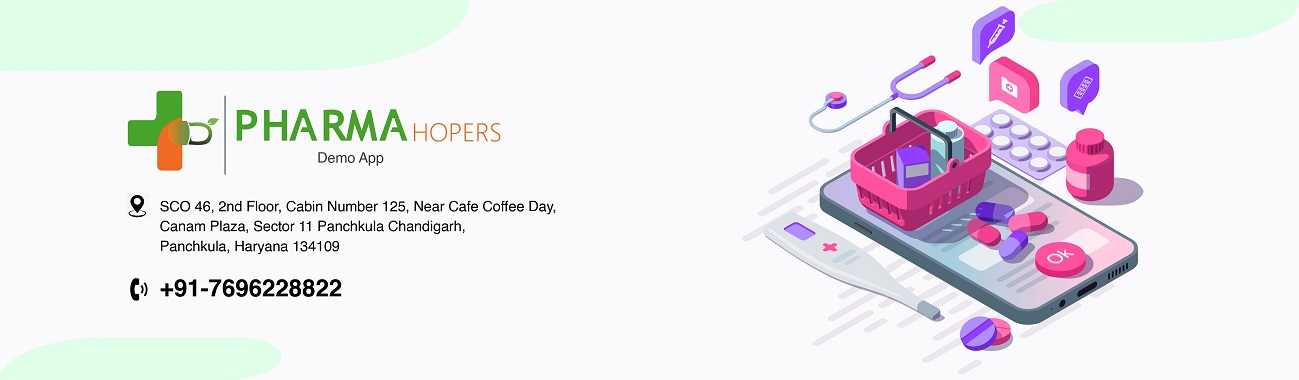 PHARMA HOPERS
Demo App
SCO 46, 2nd Floor, Cabin Number 125, Near Cafe Coffee Day,
Canam Plaza, Sector 11 Panchkula Chandigarh,
Panchkula, Haryana 134109
+91-7696228822
Ok